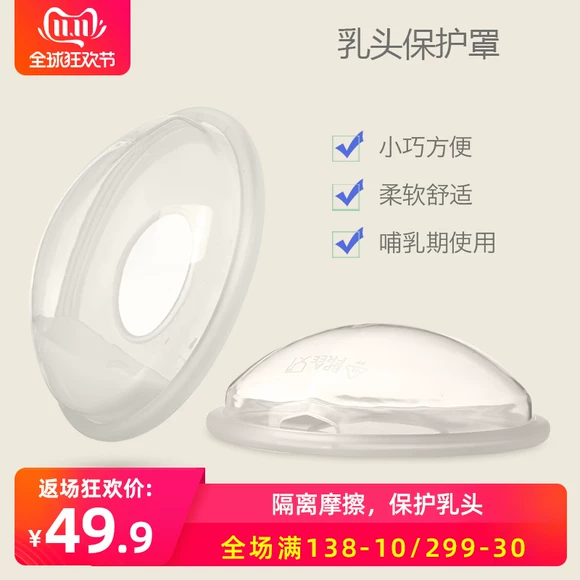 11.11
全球狂欢节
乳头保护罩
小巧方便
柔软舒适
哺乳期使用
返场狂欢价:
¥49.9
隔离摩擦，保护乳头
全场满138-10/299-30